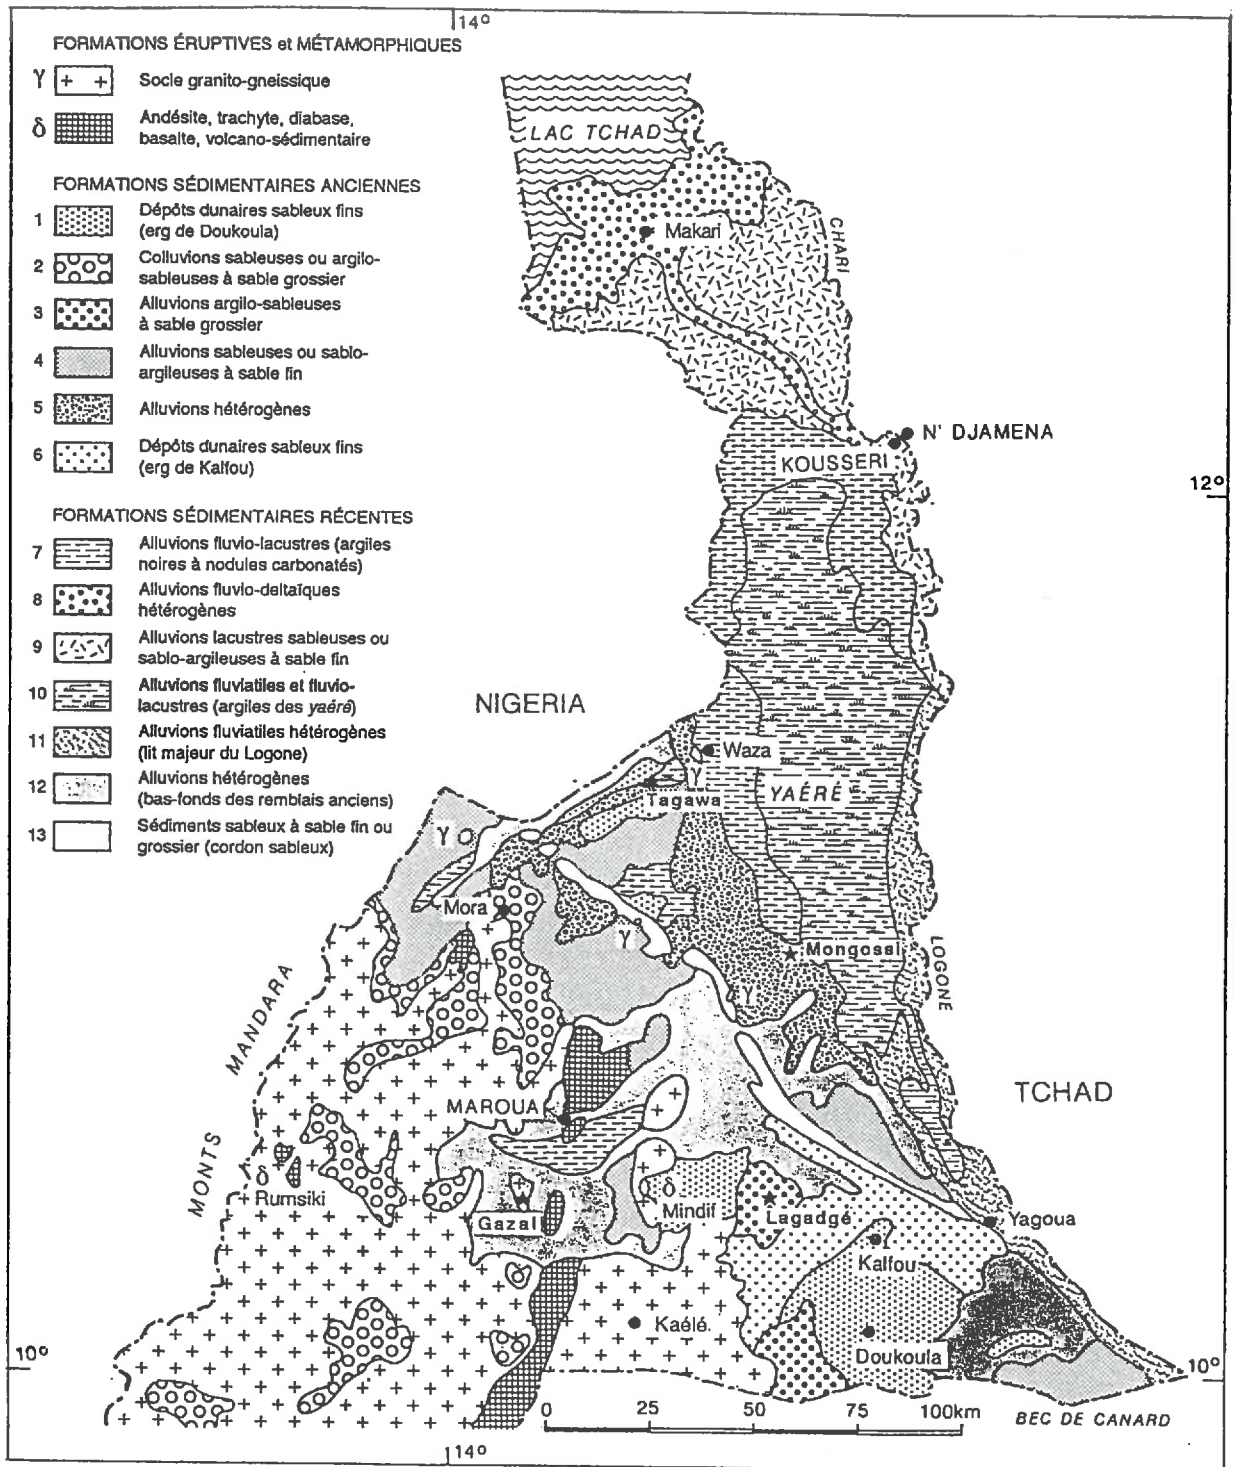 14°
FORMATIONS ÉRUPTIVES et MÉTAMORPHIQUES
γ Socle granito-gneissique
δ Andésite, trachyte, diabase,
basalte, volcano-sédimentaire
FORMATIONS SÉDIMENTAIRES ANCIENNES
1 Dépôts dunaires sableux fins
(erg de Doukoula)
2 Colluvions sableuses ou argilo-
sableuses à sable grossier
3 Alluvions argilo-sableuses
à sable grossier
4 Alluvions sableuses ou sablo-
argileuses à sable fin
5 Alluvions hétérogènes
6 Dépôts dunaires sableux fins
(erg de Kalfou)
FORMATIONS SÉDIMENTAIRES RÉCENTES
7 Alluvions fluvio-lacustres (argiles
noires à nodules carbonatés)
8 Alluvions fluvio-deltaïques
hétérogènes
9 Alluvions lacustres sableuses ou
sablo-argileuses à sable fin
10 Alluvions fluviatiles et fluvio-
lacustres (argiles des yaéré)
11 Alluvions fluviatiles hétérogènes
(lit majeur du Logone)
12 Alluvions hétérogènes
(bas-fonds des remblais anciens)
13 Sédiments sableux à sable fin ou
grossier (cordon sableux)
LAC TCHAD
Makari
CHARI
N' DJAMENA
KOUSSERI
12°
NIGERIA
Waza
γ
Tagawa
YAÉRÉ
γ
Mora
γ
Mongossi
LOGONE
γ
MONTS MANDARA
TCHAD
MAROUA
δ
Rumsiki
δ
Mindif
Gazal
Lagadgé
Yagoua
Kalfou
Kaélé
Doukoula
10°
10°
0 25 50 75 100km
BEC DE CANARD
14°